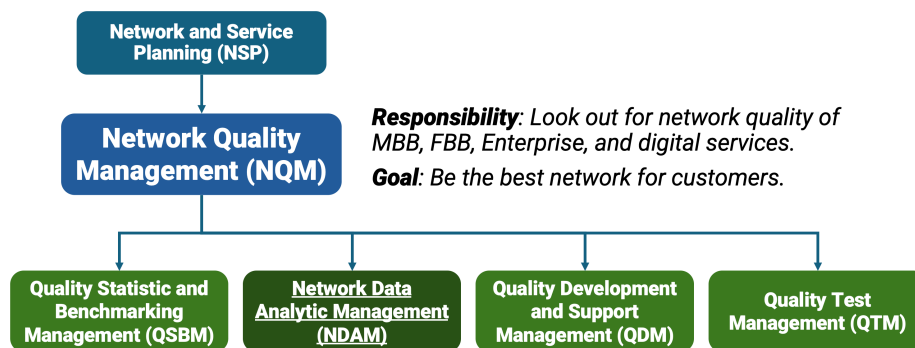 Network and Service
Planning (NSP)
Network Quality
Management (NQM)
Responsibility: Look out for network quality of
MBB, FBB, Enterprise, and digital services.
Goal: Be the best network for customers.
Quality Statistic and
Benchmarking
Management (QSBM)
Network Data
Analytic Management
(NDAM)
Quality Development
and Support
Management (QDM)
Quality Test
Management (QTM)